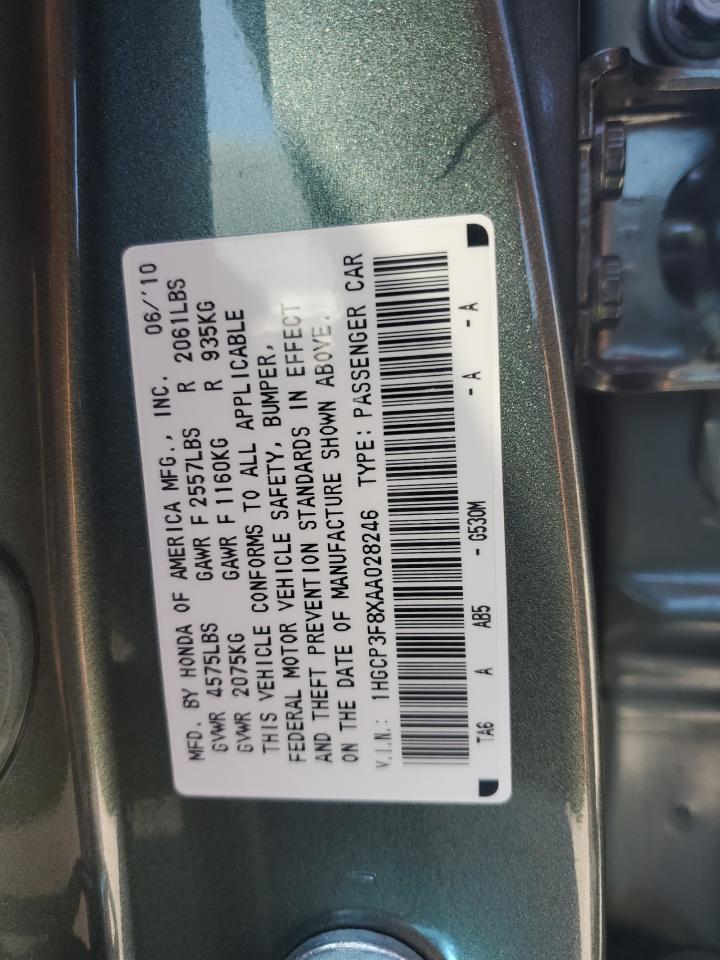 MFD. BY HONDA OF AMERICA MFG., INC. 06/'10
GVWR 4575LBS GAWR F 2557LBS R 2061LBS
GVWR 2075KG GAWR F 1160KG R 935KG
THIS VEHICLE CONFORMS TO ALL APPLICABLE
FEDERAL MOTOR VEHICLE SAFETY, BUMPER,
AND THEFT PREVENTION STANDARDS IN EFFECT
ON THE DATE OF MANUFACTURE SHOWN ABOVE.
V.I.N.: 1HGCP3F8XAA028246 TYPE: PASSENGER CAR
TA6 A AB5 - G530M - A - A